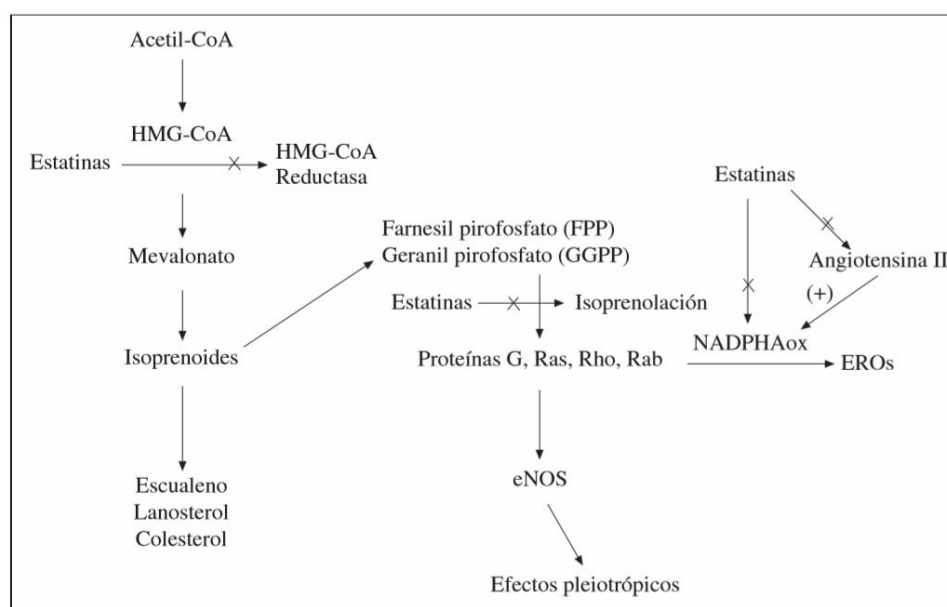 Acetil-CoA
HMG-CoA
Estatinas
HMG-CoA
Reductasa
Mevalonato
Isoprenoides
Escualeno
Lanosterol
Colesterol
Farnesil pirofosfato (FPP)
Geranil pirofosfato (GGPP)
Estatinas
Isoprenolación
Proteínas G, Ras, Rho, Rab
eNOS
Efectos pleiotrópicos
Estatinas
Angiotensina II
(+)
NADPHAox
EROs